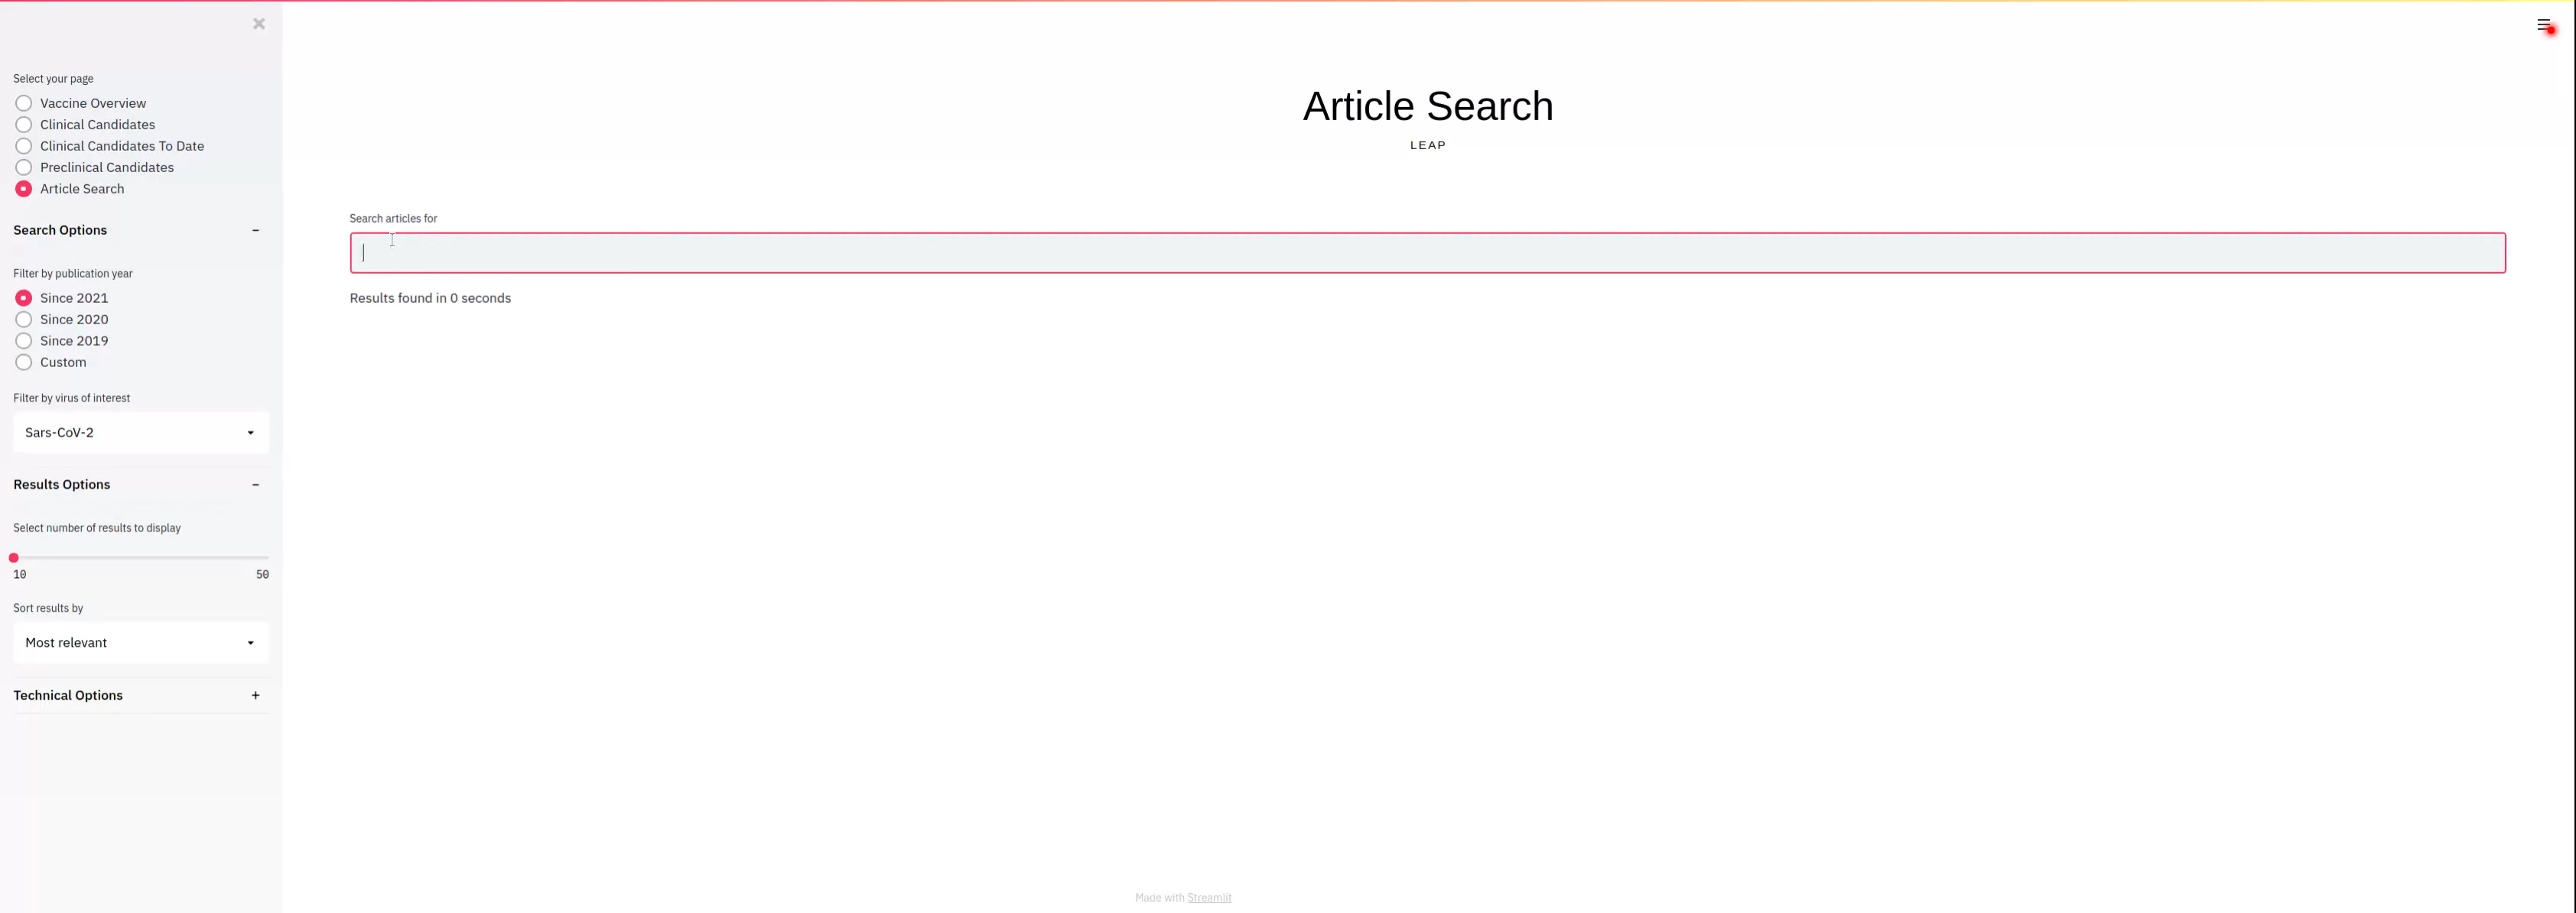 Select your page
Vaccine Overview
Clinical Candidates
Clinical Candidates To Date
Preclinical Candidates
Article Search
Search Options
Filter by publication year
Since 2021
Since 2020
Since 2019
Custom
Filter by virus of interest
Sars-CoV-2
Results Options
Select number of results to display
10 50
Sort results by
Most relevant
Technical Options
Article Search
LEAP
Search articles for
Results found in 0 seconds
Made with Streamlit